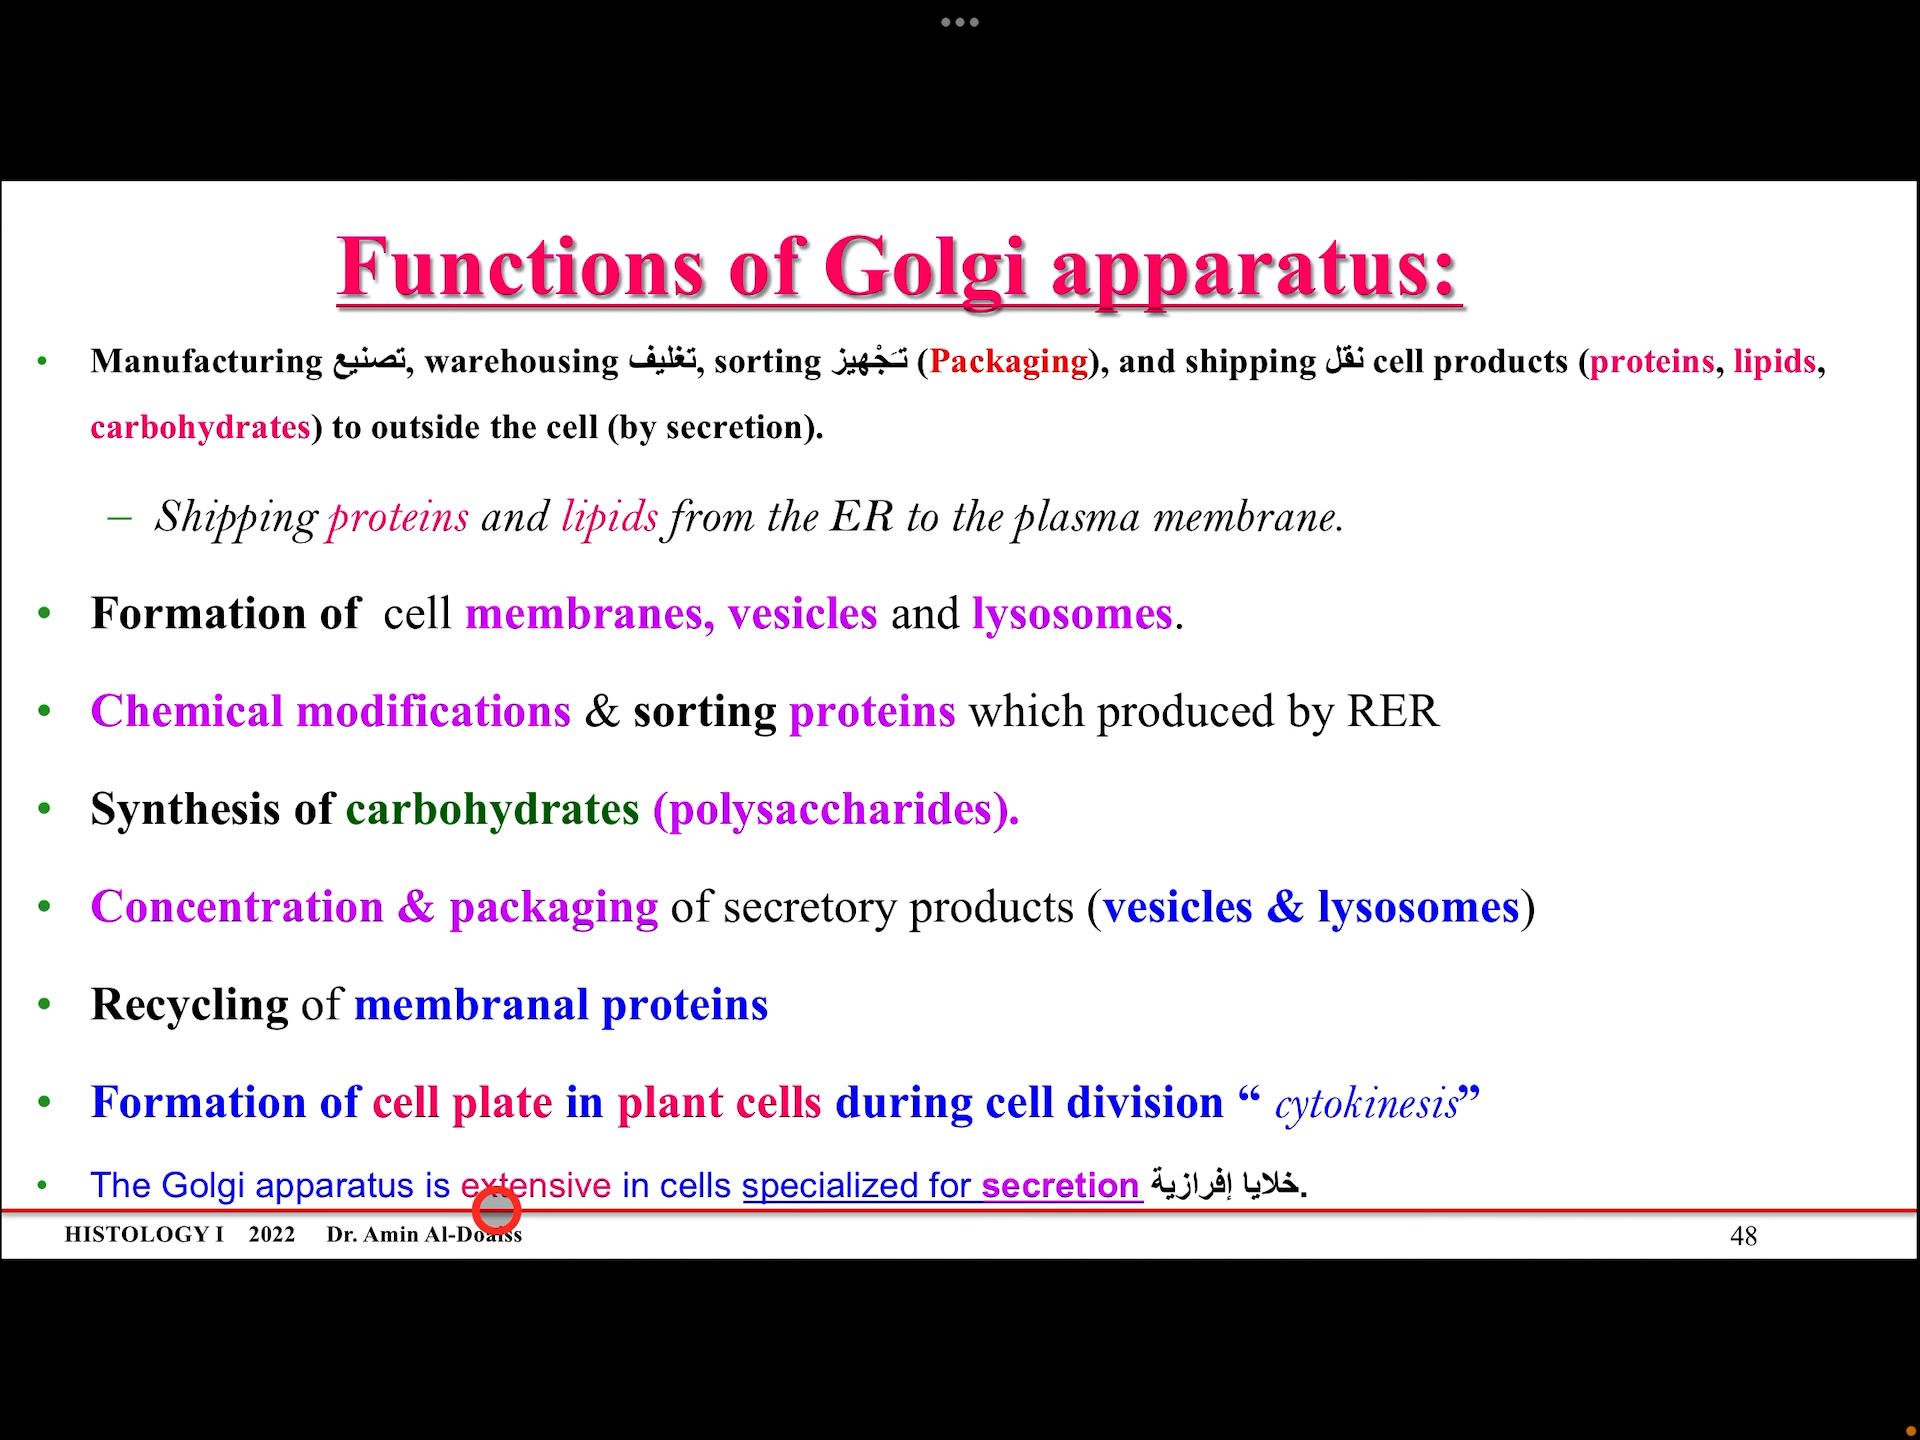 Functions of Golgi apparatus:
• Manufacturing تصنيع, warehousing تغليف, sorting تـَجْهيز (Packaging), and shipping نقل cell products (proteins, lipids,
carbohydrates) to outside the cell (by secretion).
– Shipping proteins and lipids from the ER to the plasma membrane.
• Formation of cell membranes, vesicles and lysosomes.
• Chemical modifications & sorting proteins which produced by RER
• Synthesis of carbohydrates (polysaccharides).
• Concentration & packaging of secretory products (vesicles & lysosomes)
• Recycling of membranal proteins
• Formation of cell plate in plant cells during cell division “ cytokinesis”
• The Golgi apparatus is extensive in cells specialized for secretion خلايا إفرازية.
HISTOLOGY I 2022 Dr. Amin Al-Doaiss 48